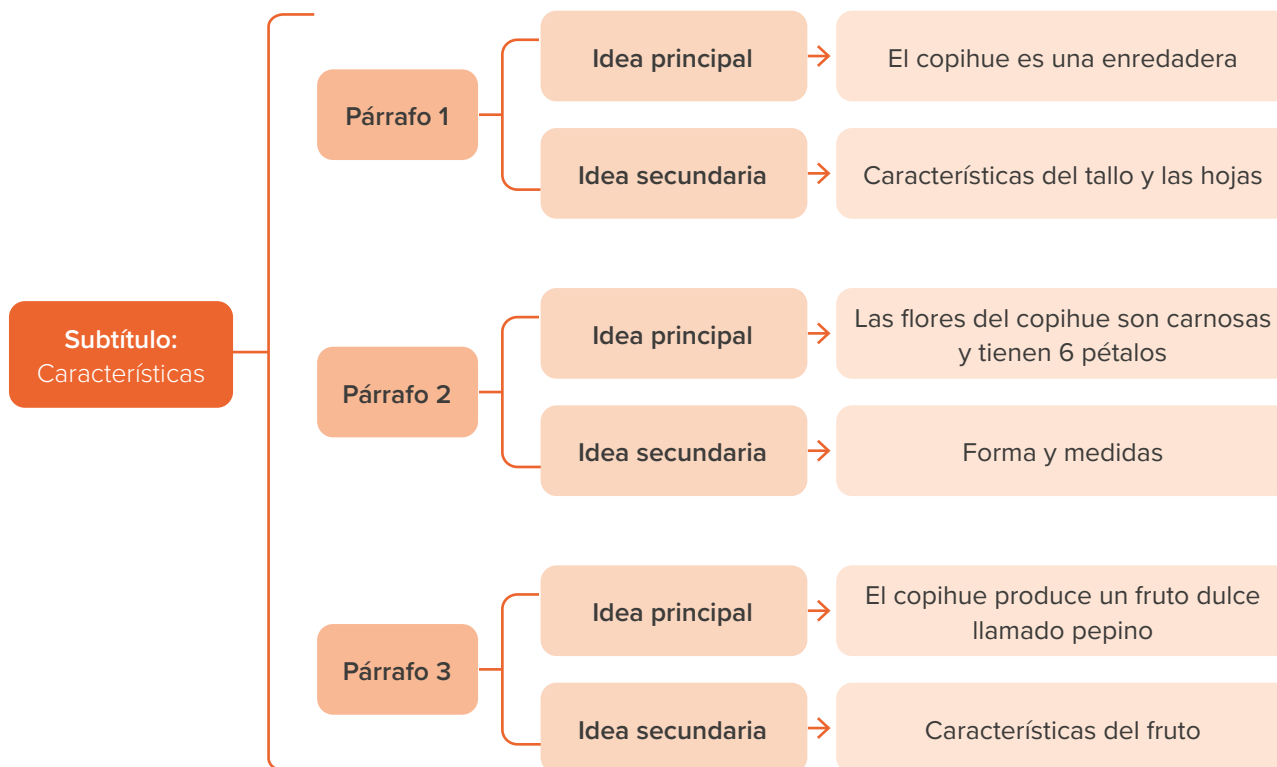 Subtítulo:
Características
Párrafo 1
Idea principal
El copihue es una enredadera
Idea secundaria
Características del tallo y las hojas
Párrafo 2
Idea principal
Las flores del copihue son carnosas
y tienen 6 pétalos
Idea secundaria
Forma y medidas
Párrafo 3
Idea principal
El copihue produce un fruto dulce
llamado pepino
Idea secundaria
Características del fruto